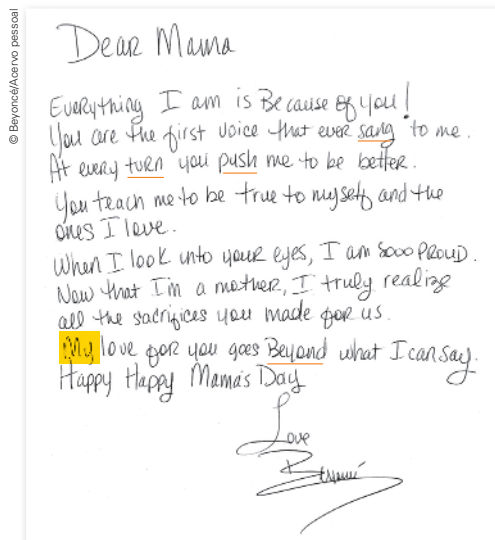 © Beyoncé/Acervo pessoal
Dear Mama
Everything I am is Because of you!
You are the first voice that ever sang to me.
At every turn you push me to be better.
You teach me to be true to myself and the
ones I love.
When I look into your eyes, I am sooo PROUD.
Now that I'm a mother, I truly realize
all the sacrifices you made for us.
My love for you goes Beyond what I can say.
Happy Happy Mama's Day
Love
Beyoncé